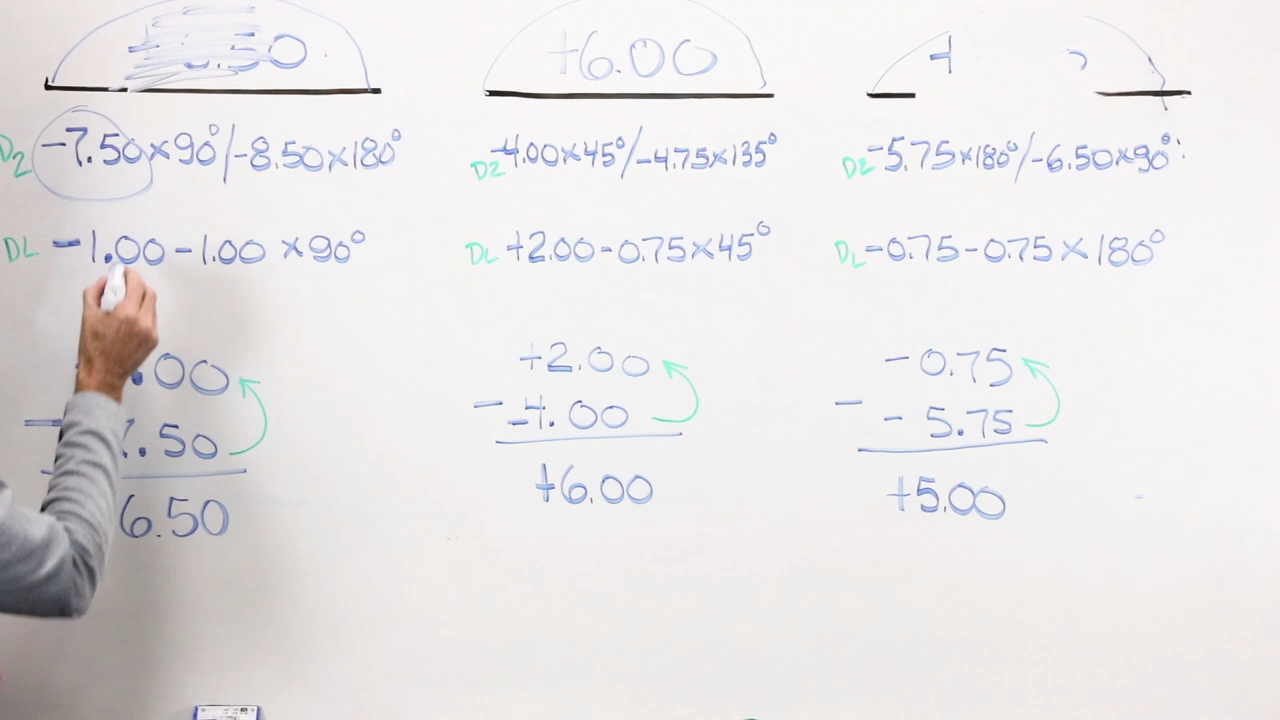 +6.00
+
D2 -7.50×90°/-8.50×180°
D2 -4.00×45°/-4.75×135°
D2 -5.75×180°/-6.50×90°
DL -1.00-1.00×90°
DL +2.00-0.75×45°
DL -0.75-0.75×180°
.00
- .50
6.50
+2.00
- -4.00
+6.00
-0.75
- -5.75
+5.00